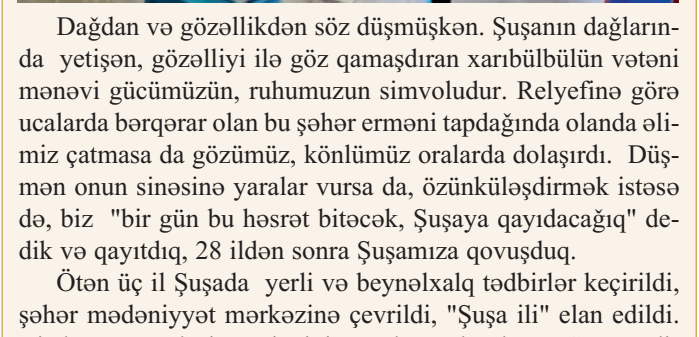 Dağdan və gözəllikdən söz düşmüşkən. Şuşanın dağların-
da yetişən, gözəlliyi ilə göz qamaşdıran xarıbülbülün vətəni
mənəvi gücümüzün, ruhumuzun simvoludur. Relyefinə görə
ucalarda bərqərar olan bu şəhər erməni tapdağında olanda əli-
miz çatmasa da gözümüz, könlümüz oralarda dolaşırdı. Düş-
mən onun sinəsinə yaralar vursa da, özünküləşdirmək istəsə
də, biz "bir gün bu həsrət bitəcək, Şuşaya qayıdacağıq" de-
dik və qayıtdıq, 28 ildən sonra Şuşamıza qovuşduq.
Ötən üç il Şuşada yerli və beynəlxalq tədbirlər keçirildi,
şəhər mədəniyyət mərkəzinə çevrildi, "Şuşa ili" elan edildi.